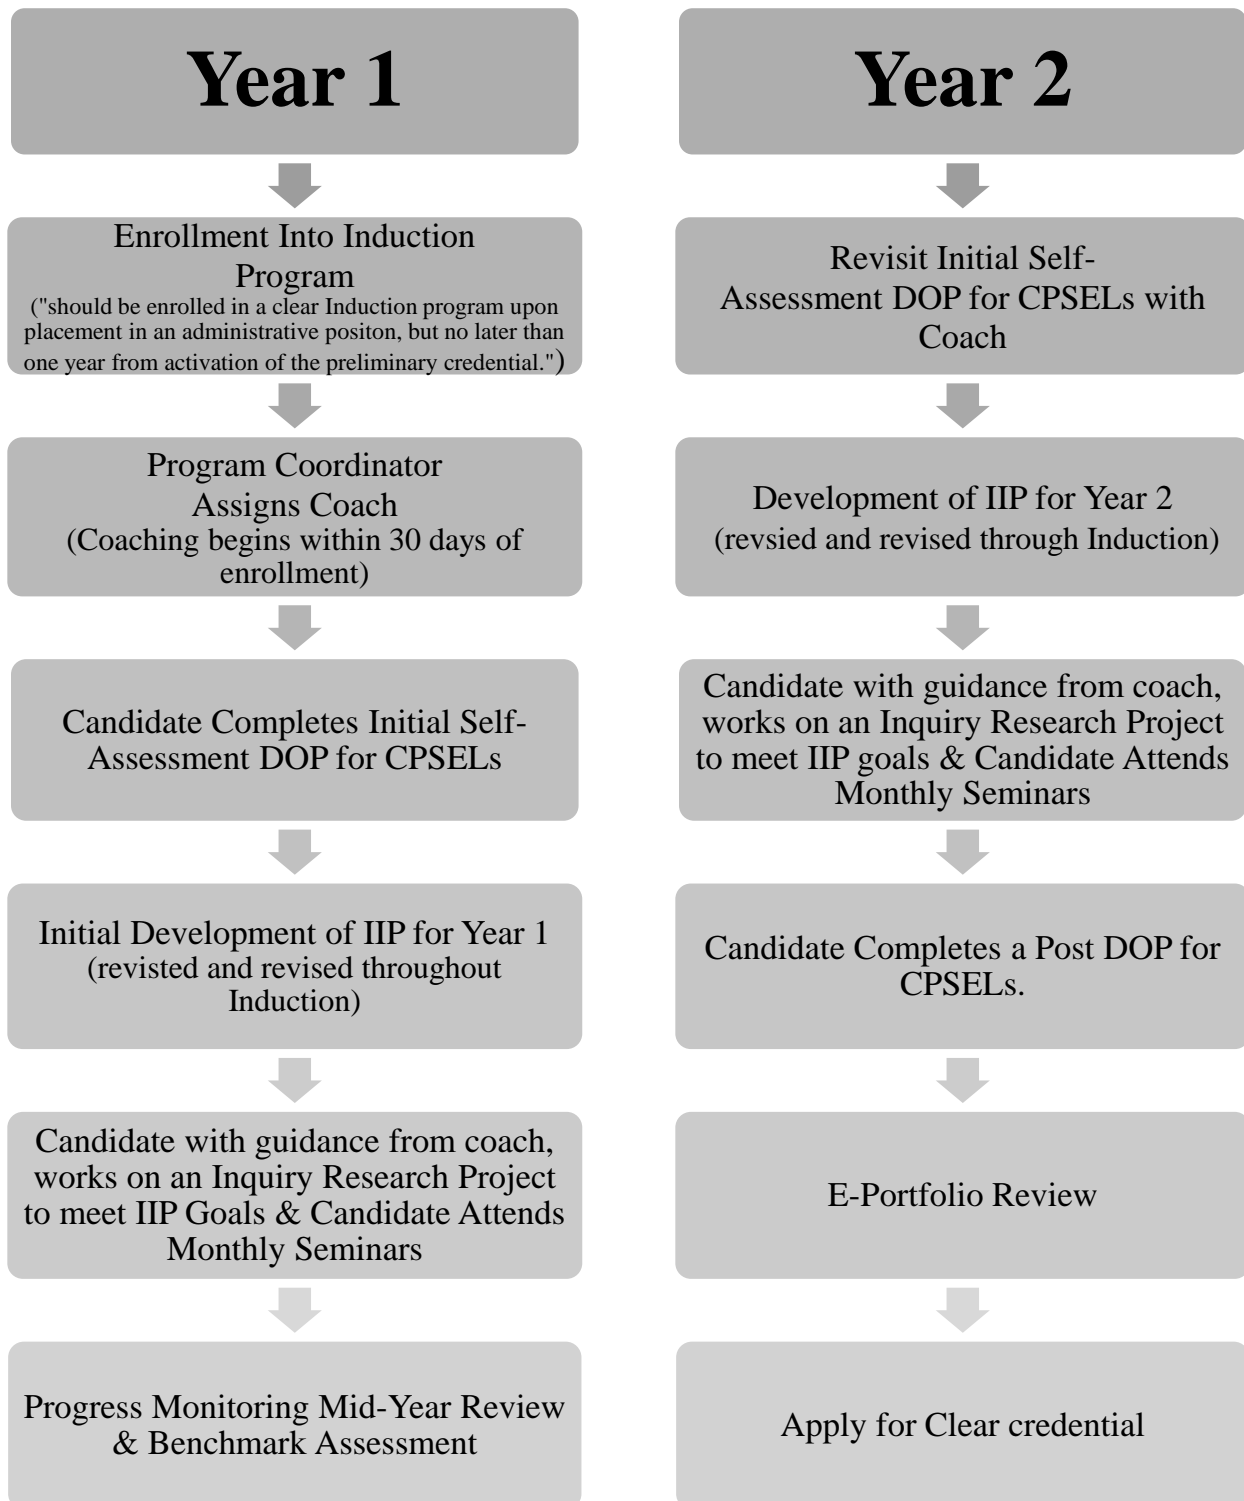 Year 1
Enrollment Into Induction
Program
("should be enrolled in a clear Induction program upon
placement in an administrative positon, but no later than
one year from activation of the preliminary credential.")
Program Coordinator
Assigns Coach
(Coaching begins within 30 days of
enrollment)
Candidate Completes Initial Self-
Assessment DOP for CPSELs
Initial Development of IIP for Year 1
(revisted and revised throughout
Induction)
Candidate with guidance from coach,
works on an Inquiry Research Project
to meet IIP Goals & Candidate Attends
Monthly Seminars
Progress Monitoring Mid-Year Review
& Benchmark Assessment
Year 2
Revisit Initial Self-
Assessment DOP for CPSELs with
Coach
Development of IIP for Year 2
(revsied and revised through Induction)
Candidate with guidance from coach,
works on an Inquiry Research Project
to meet IIP goals & Candidate Attends
Monthly Seminars
Candidate Completes a Post DOP for
CPSELs.
E-Portfolio Review
Apply for Clear credential